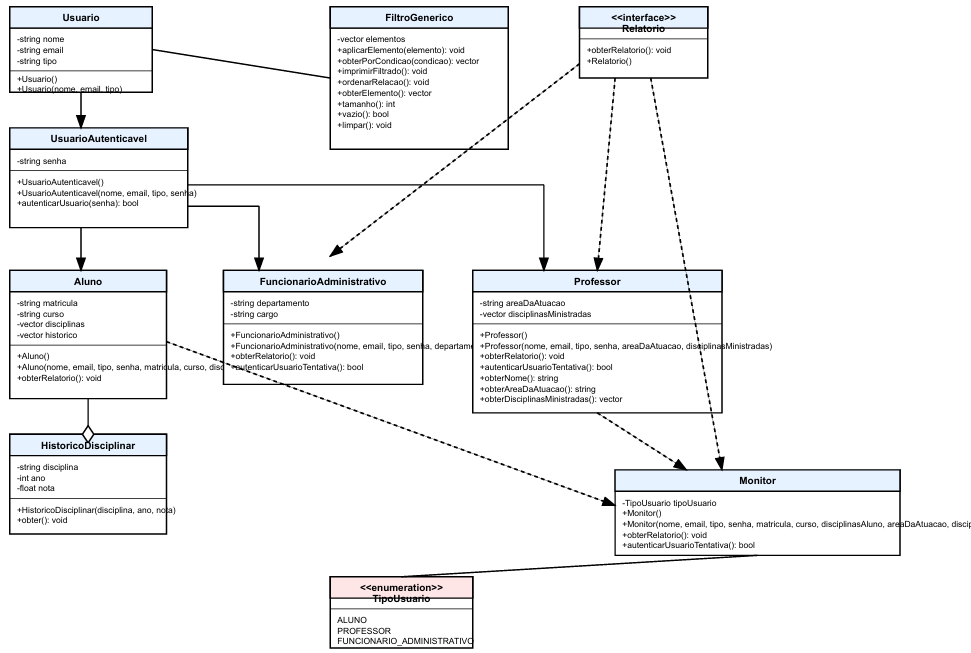 Usuario
-string nome
-string email
-string tipo
+Usuario()
+Usuario(nome, email, tipo)
FiltroGenerico
-vector elementos
+aplicarElemento(elemento): void
+obterPorCondicao(condicao): vector
+imprimirFiltrado(): void
+ordenarRelacao(): void
+obterElemento(): vector
+tamanho(): int
+vazio(): bool
+limpar(): void
<<interface>>
Relatorio
+obterRelatorio(): void
+Relatorio()
UsuarioAutenticavel
-string senha
+UsuarioAutenticavel()
+UsuarioAutenticavel(nome, email, tipo, senha)
+autenticarUsuario(senha): bool
Aluno
-string matricula
-string curso
-vector disciplinas
-vector historico
+Aluno()
+Aluno(nome, email, tipo, senha, matricula, curso, disc
+obterRelatorio(): void
FuncionarioAdministrativo
-string departamento
-string cargo
+FuncionarioAdministrativo()
+FuncionarioAdministrativo(nome, email, tipo, senha, departame
+obterRelatorio(): void
+autenticarUsuarioTentativa(): bool
Professor
-string areaDaAtuacao
-vector disciplinasMinistradas
+Professor()
+Professor(nome, email, tipo, senha, areaDaAtuacao, disciplinasMinistradas)
+obterRelatorio(): void
+autenticarUsuarioTentativa(): bool
+obterNome(): string
+obterAreaDaAtuacao(): string
+obterDisciplinasMinistradas(): vector
HistoricoDisciplinar
-string disciplina
-int ano
-float nota
+HistoricoDisciplinar(disciplina, ano, nota)
+obter(): void
Monitor
-TipoUsuario tipoUsuario
+Monitor()
+Monitor(nome, email, tipo, senha, matricula, curso, disciplinasAluno, areaDaAtuacao, discip
+obterRelatorio(): void
+autenticarUsuarioTentativa(): bool
<<enumeration>>
TipoUsuario
ALUNO
PROFESSOR
FUNCIONARIO_ADMINISTRATIVO